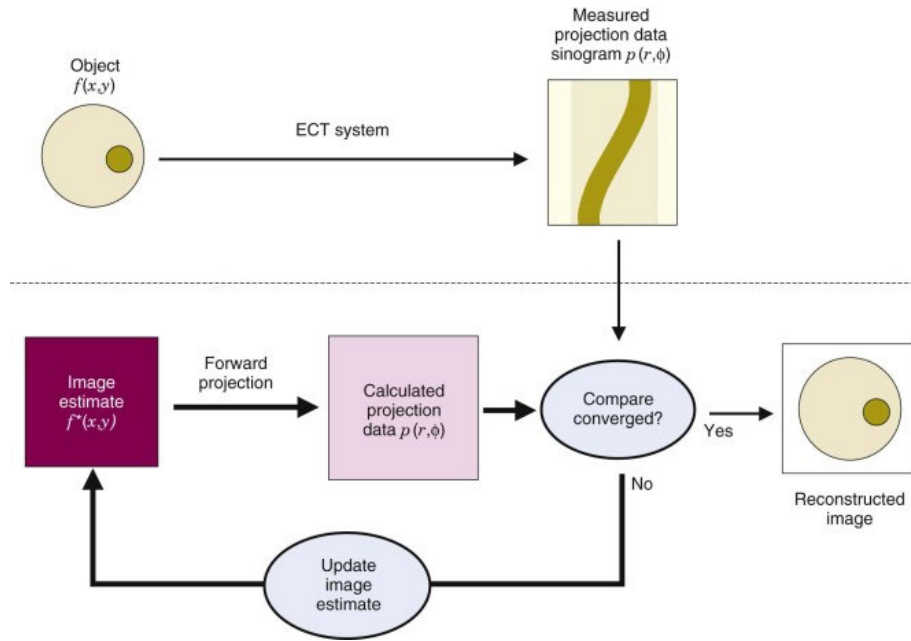 Measured
projection data
sinogram p(r,ϕ)
Object
f(x,y)
ECT system
Image
estimate
f*(x,y)
Forward
projection
Calculated
projection
data p(r,ϕ)
Compare
converged?
Yes
No
Reconstructed
image
Update
image
estimate